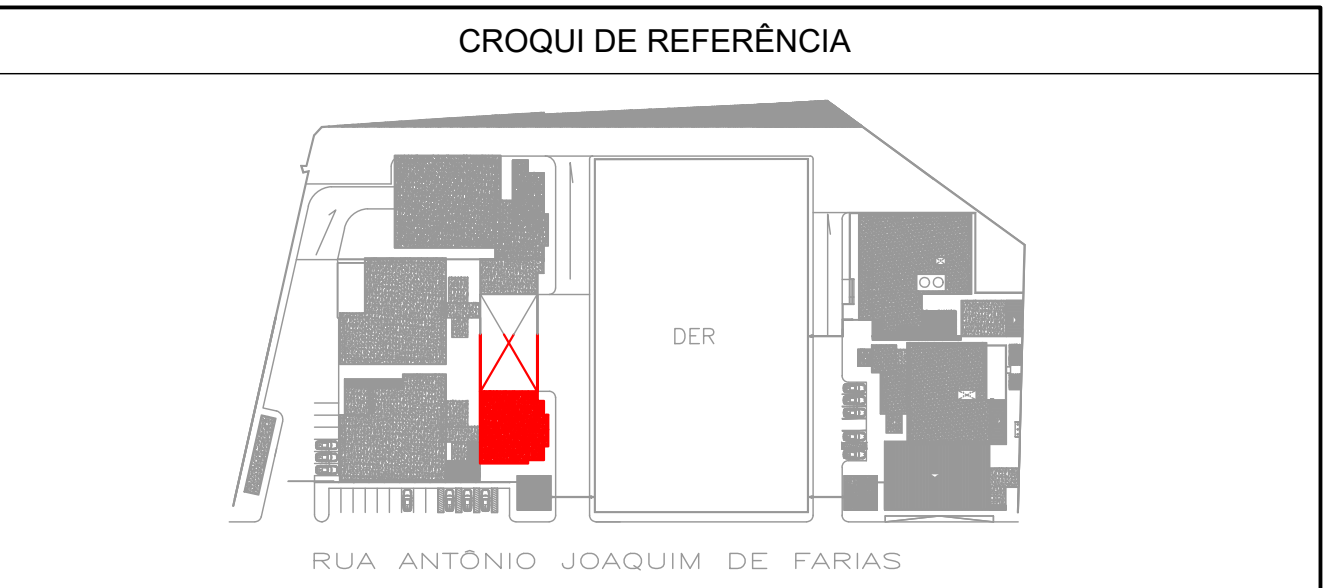 CROQUI DE REFERÊNCIA
DER
RUA ANTÔNIO JOAQUIM DE FARIAS